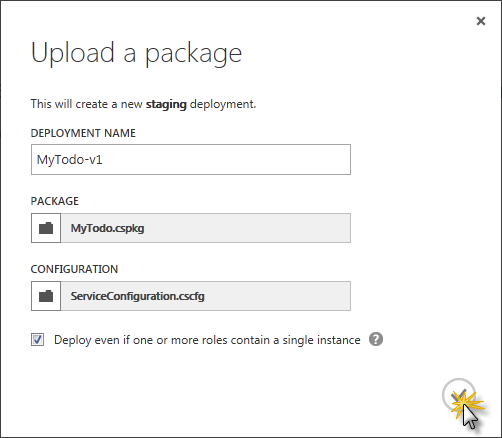 Upload a package
This will create a new staging deployment.
DEPLOYMENT NAME
MyTodo-v1
PACKAGE
MyTodo.cspkg
CONFIGURATION
ServiceConfiguration.cscfg
Deploy even if one or more roles contain a single instance ?